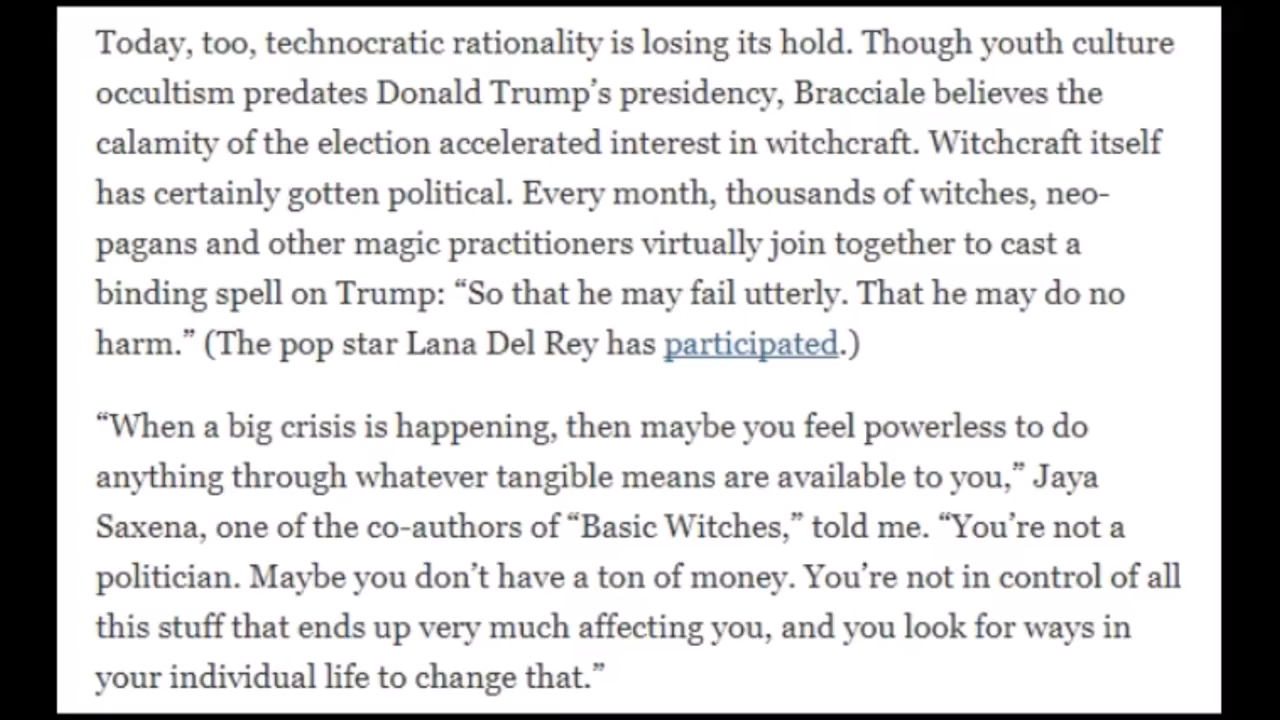 Today, too, technocratic rationality is losing its hold. Though youth culture
occultism predates Donald Trump’s presidency, Bracciale believes the
calamity of the election accelerated interest in witchcraft. Witchcraft itself
has certainly gotten political. Every month, thousands of witches, neo-
pagans and other magic practitioners virtually join together to cast a
binding spell on Trump: “So that he may fail utterly. That he may do no
harm.” (The pop star Lana Del Rey has participated.)
“When a big crisis is happening, then maybe you feel powerless to do
anything through whatever tangible means are available to you,” Jaya
Saxena, one of the co-authors of “Basic Witches,” told me. “You’re not a
politician. Maybe you don’t have a ton of money. You’re not in control of all
this stuff that ends up very much affecting you, and you look for ways in
your individual life to change that.”